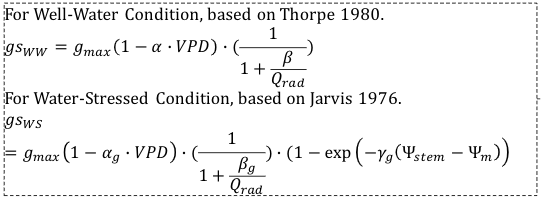 For Well-Water Condition, based on Thorpe 1980.
gs_WW = g_max(1 − α · VPD) · (1 / (1 + β / Q_rad))
For Water-Stressed Condition, based on Jarvis 1976.
gs_WS
= g_max(1 − α_g · VPD) · (1 / (1 + β_g / Q_rad)) · (1 − exp(−γ_g(Ψ_stem − Ψ_m))